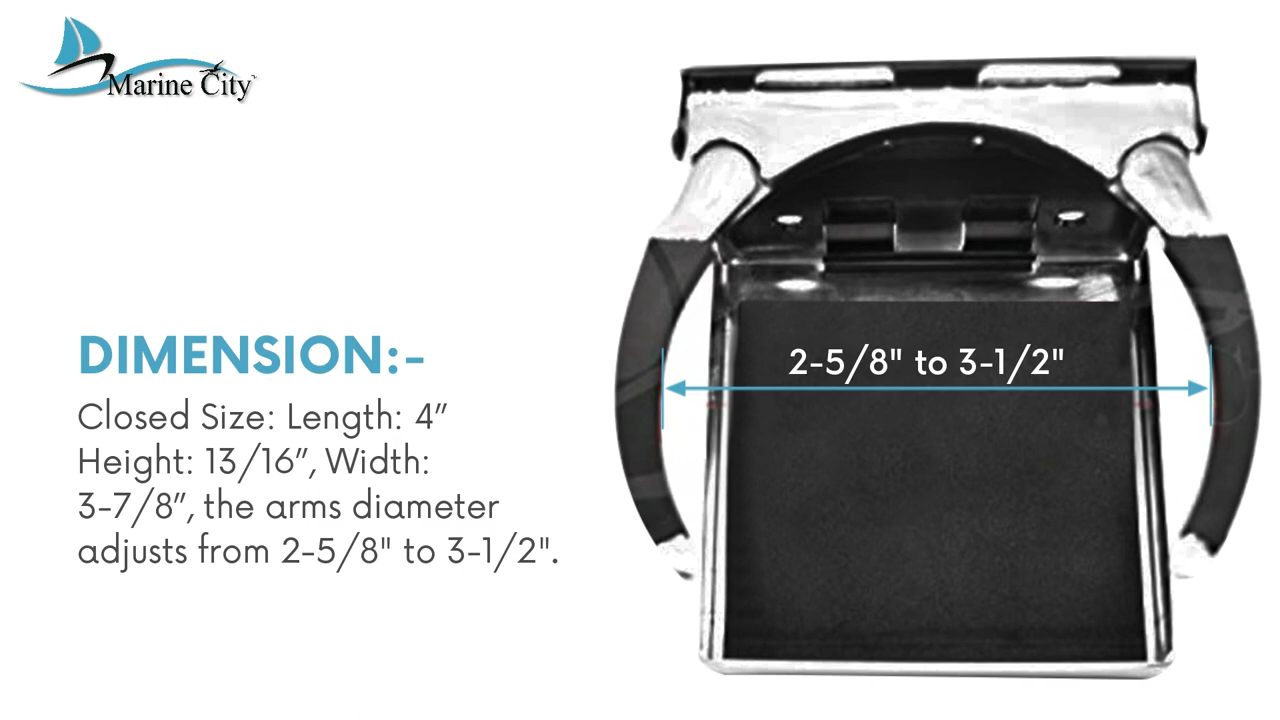 Marine City
DIMENSION:-
Closed Size: Length: 4”
Height: 13/16”, Width:
3-7/8”, the arms diameter
adjusts from 2-5/8" to 3-1/2".
2-5/8" to 3-1/2"